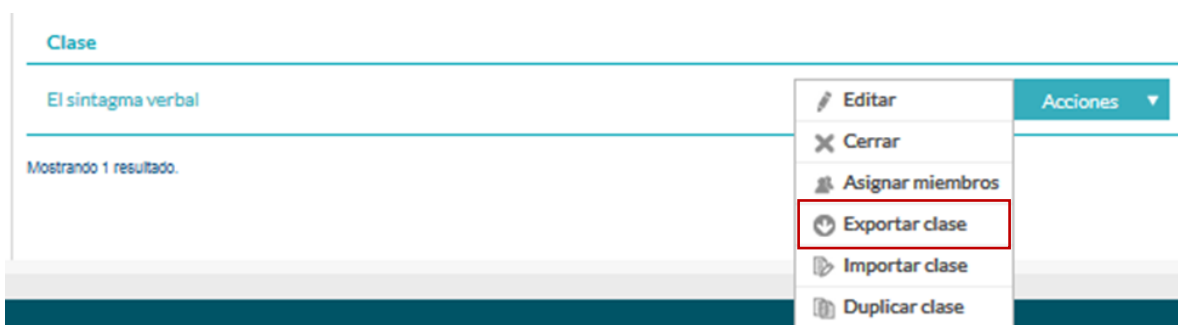 Clase
El sintagma verbal
Editar
Acciones
Cerrar
Mostrando 1 resultado.
Asignar miembros
Exportar clase
Importar clase
Duplicar clase